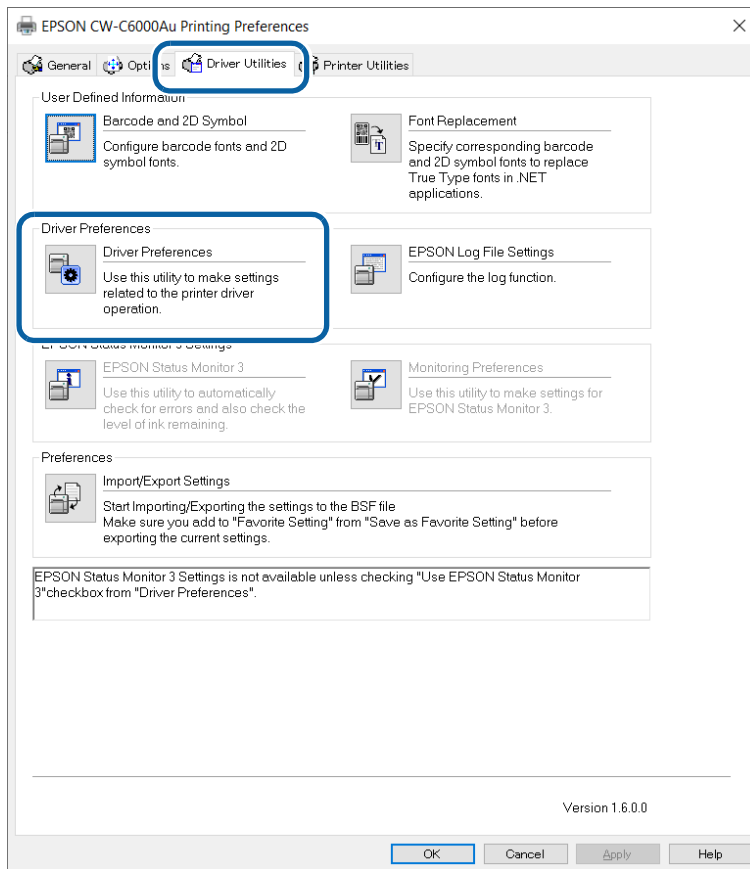 EPSON CW-C6000Au Printing Preferences
General
Driver Utilities
Printer Utilities
User Defined Information
Barcode and 2D Symbol
Configure barcode fonts and 2D
symbol fonts.
Font Replacement
Specify corresponding barcode
and 2D symbol fonts to replace
True Type fonts in .NET
applications.
Driver Preferences
Driver Preferences
Use this utility to make settings
related to the printer driver
operation.
EPSON Log File Settings
Configure the log function.
EPSON Status Monitor 3 Settings
EPSON Status Monitor 3
Use this utility to automatically
check for errors and also check the
level of ink remaining.
Monitoring Preferences
Use this utility to make settings for
EPSON Status Monitor 3.
Preferences
Import/Export Settings
Start Importing/Exporting the settings to the BSF file
Make sure you add to "Favorite Setting" from "Save as Favorite Setting" before
exporting the current settings.
EPSON Status Monitor 3 Settings is not available unless checking "Use EPSON Status Monitor
3"checkbox from "Driver Preferences".
Version 1.6.0.0
OK
Cancel
Apply
Help